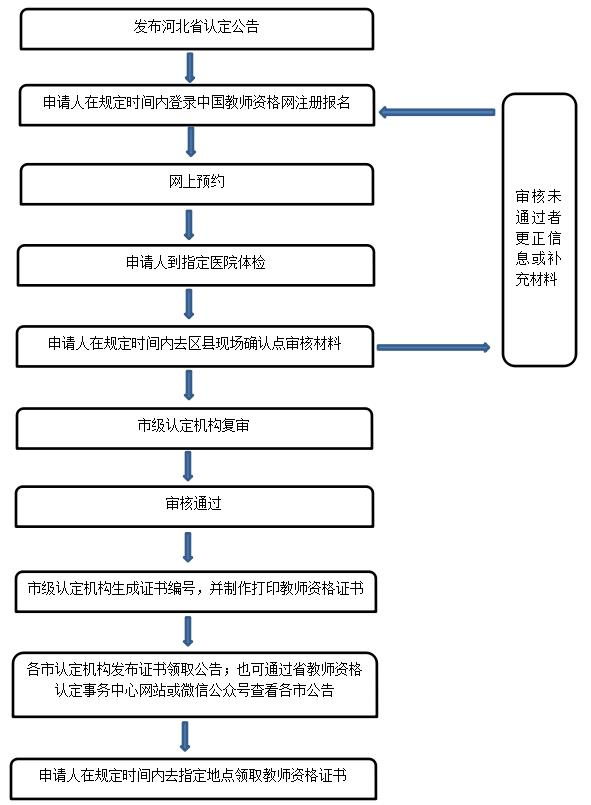 发布河北省认定公告
申请人在规定时间内登录中国教师资格网注册报名
网上预约
申请人到指定医院体检
申请人在规定时间内去区县现场确认点审核材料
审核未
通过者
更正信
息或补
充材料
市级认定机构复审
审核通过
市级认定机构生成证书编号，并制作打印教师资格证书
各市认定机构发布证书领取公告；也可通过省教师资格
认定事务中心网站或微信公众号查看各市公告
申请人在规定时间内去指定地点领取教师资格证书